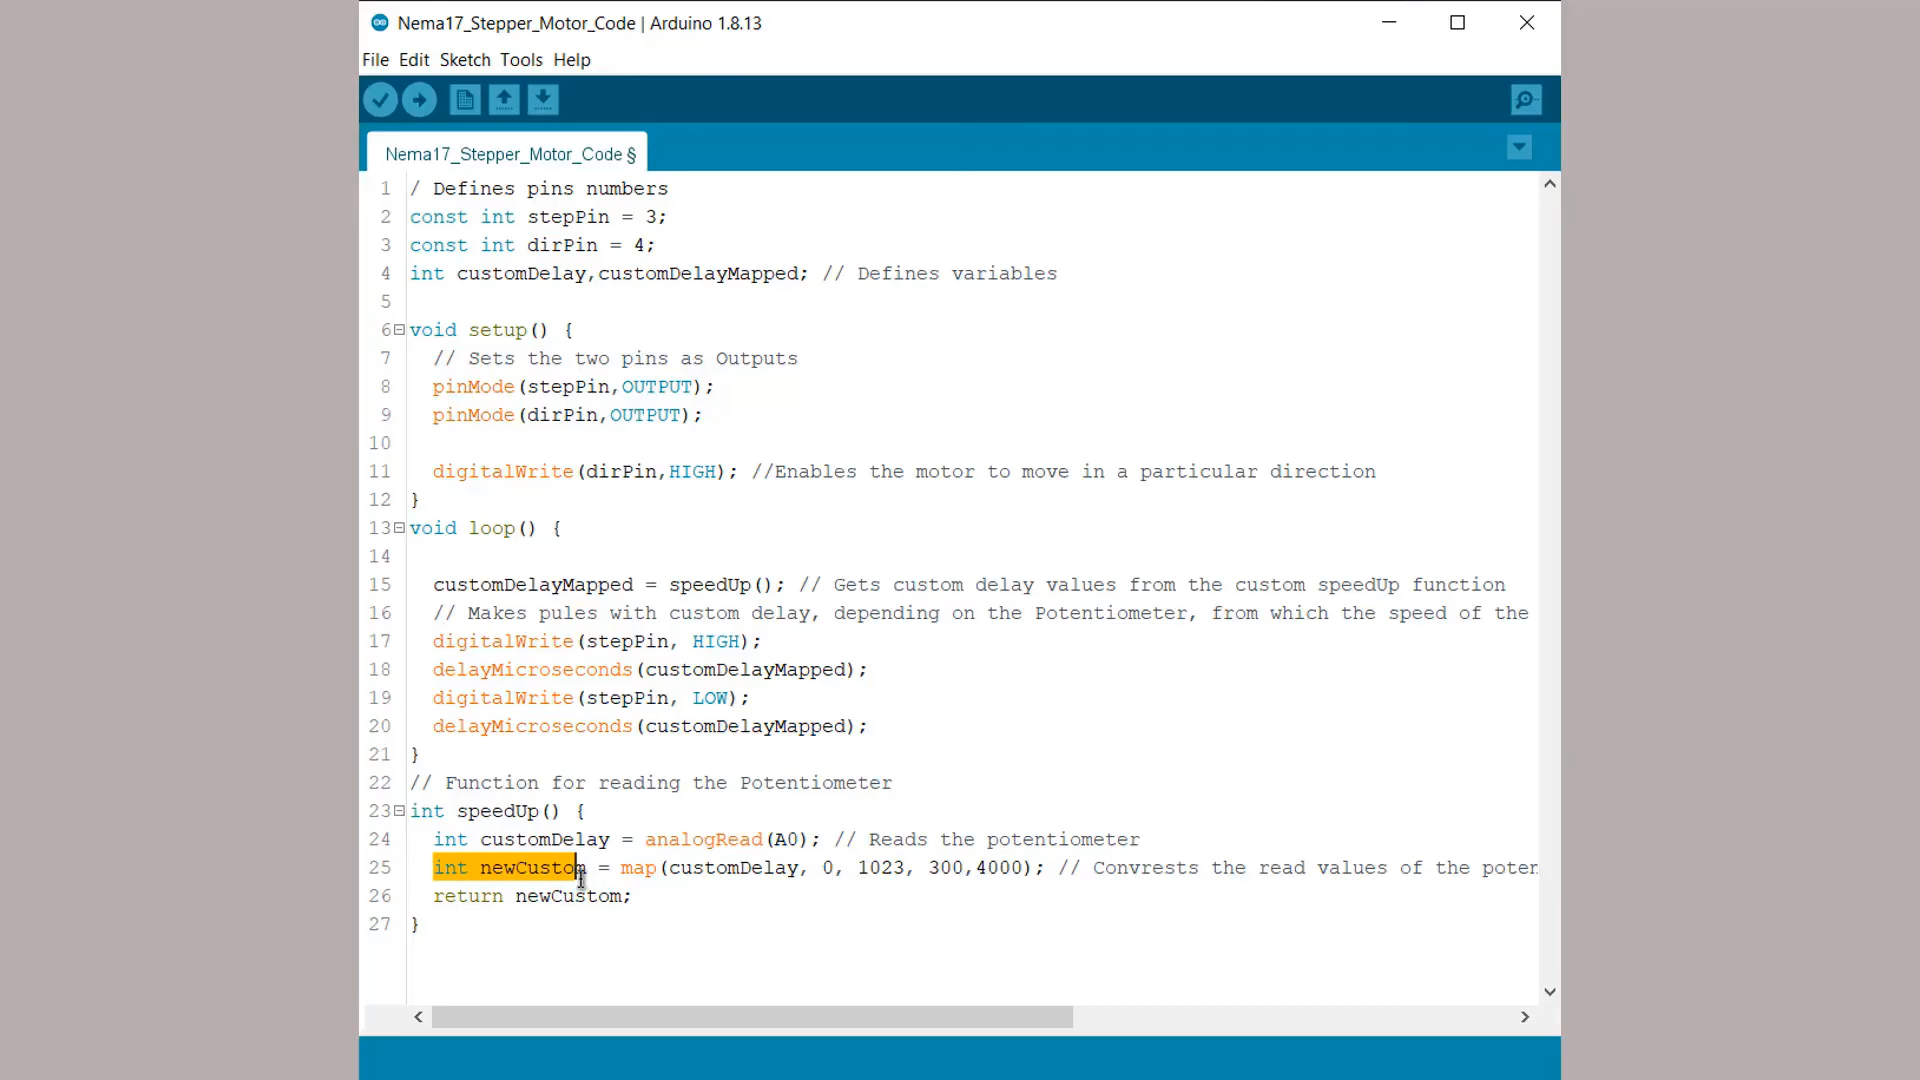 Nema17_Stepper_Motor_Code | Arduino 1.8.13
File Edit Sketch Tools Help
Nema17_Stepper_Motor_Code §
1 / Defines pins numbers
2 const int stepPin = 3;
3 const int dirPin = 4;
4 int customDelay,customDelayMapped; // Defines variables
5
6 void setup() {
7 // Sets the two pins as Outputs
8 pinMode(stepPin,OUTPUT);
9 pinMode(dirPin,OUTPUT);
10
11 digitalWrite(dirPin,HIGH); //Enables the motor to move in a particular direction
12 }
13 void loop() {
14
15 customDelayMapped = speedUp(); // Gets custom delay values from the custom speedUp function
16 // Makes pules with custom delay, depending on the Potentiometer, from which the speed of the
17 digitalWrite(stepPin, HIGH);
18 delayMicroseconds(customDelayMapped);
19 digitalWrite(stepPin, LOW);
20 delayMicroseconds(customDelayMapped);
21 }
22 // Function for reading the Potentiometer
23 int speedUp() {
24 int customDelay = analogRead(A0); // Reads the potentiometer
25 int newCustom = map(customDelay, 0, 1023, 300,4000); // Convrests the read values of the poten
26 return newCustom;
27 }